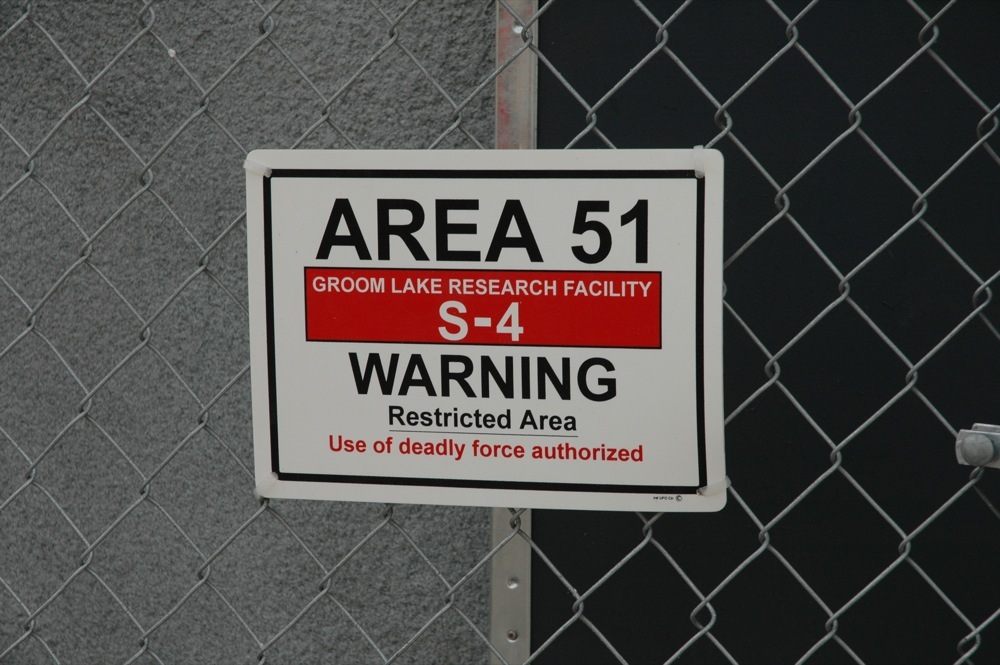 AREA 51
GROOM LAKE RESEARCH FACILITY
S-4
WARNING
Restricted Area
Use of deadly force authorized
©